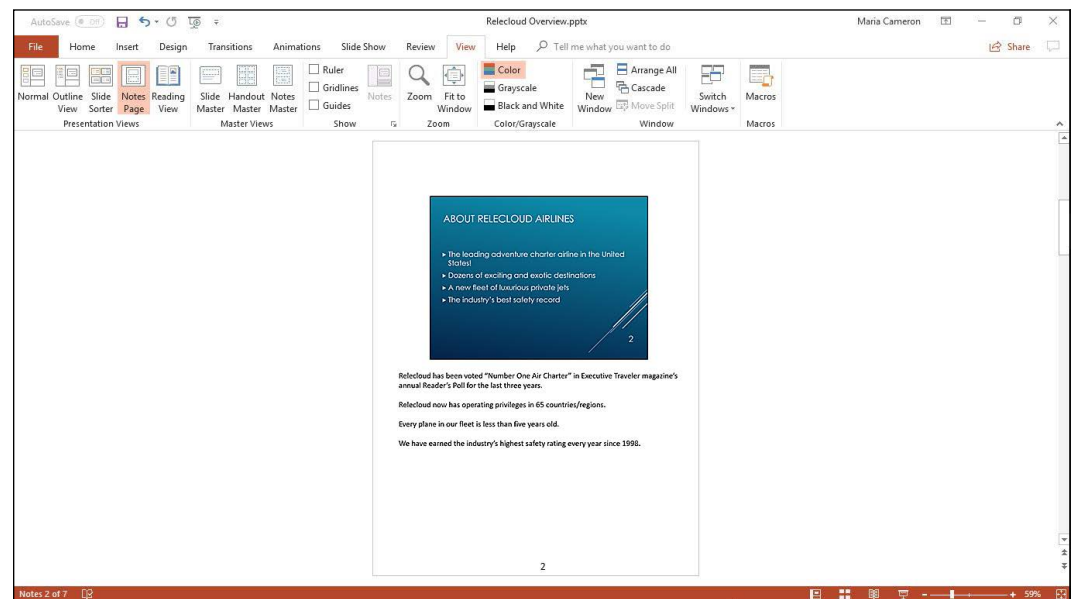 AutoSave Off Relecloud Overview.pptx Maria Cameron
File Home Insert Design Transitions Animations Slide Show Review View Help Tell me what you want to do Share
Normal Outline View Slide Sorter Notes Page Reading View
Presentation Views
Slide Master Handout Master Notes Master
Master Views
Ruler
Gridlines
Guides
Notes
Show
Zoom Fit to Window
Zoom
Color
Grayscale
Black and White
Color/Grayscale
New Window
Arrange All
Cascade
Move Split
Switch Windows
Window
Macros
Macros
ABOUT RELECLOUD AIRLINES
The leading adventure charter airline in the United
States!
Dozens of exciting and exotic destinations
A new fleet of luxurious private jets
The industry's best safety record
2
Relecloud has been voted "Number One Air Charter" in Executive Traveler magazine's
annual Reader's Poll for the last three years.
Relecloud now has operating privileges in 65 countries/regions.
Every plane in our fleet is less than five years old.
We have earned the industry's highest safety rating every year since 1998.
2
Notes 2 of 7 59%